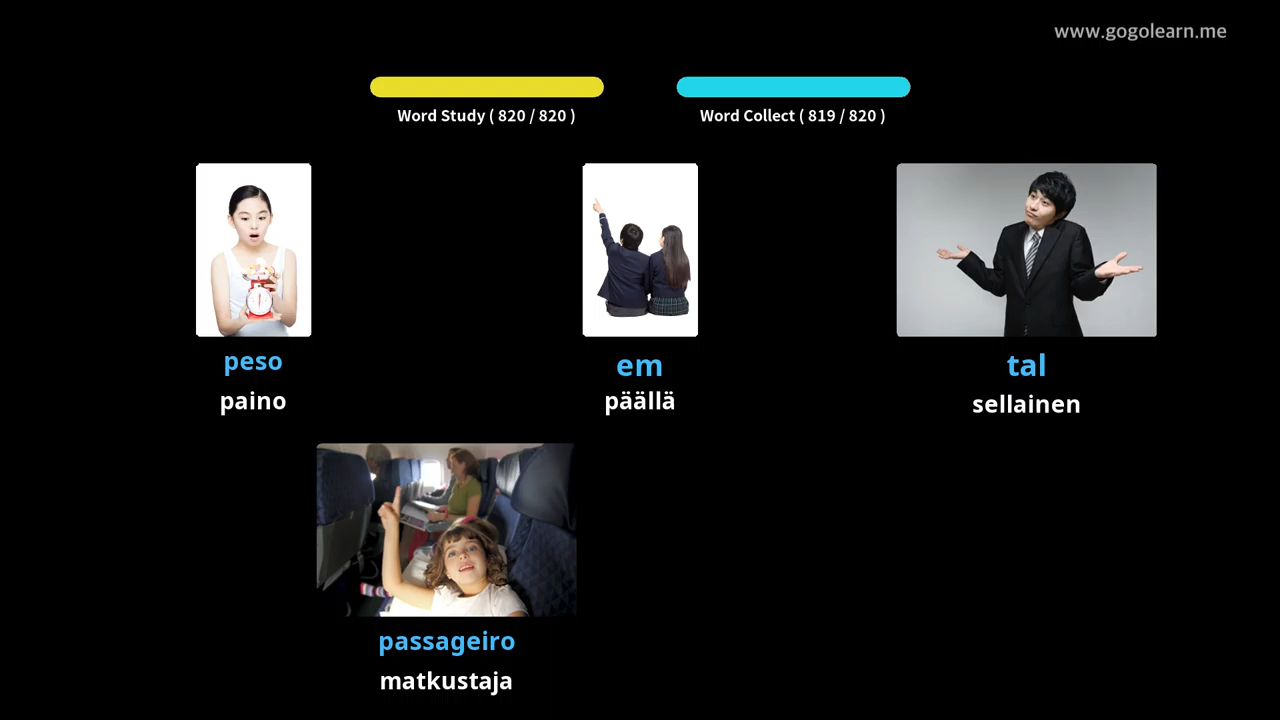 www.gogolearn.me
Word Study ( 820 / 820 )
Word Collect ( 819 / 820 )
peso
paino
em
päällä
tal
sellainen
passageiro
matkustaja